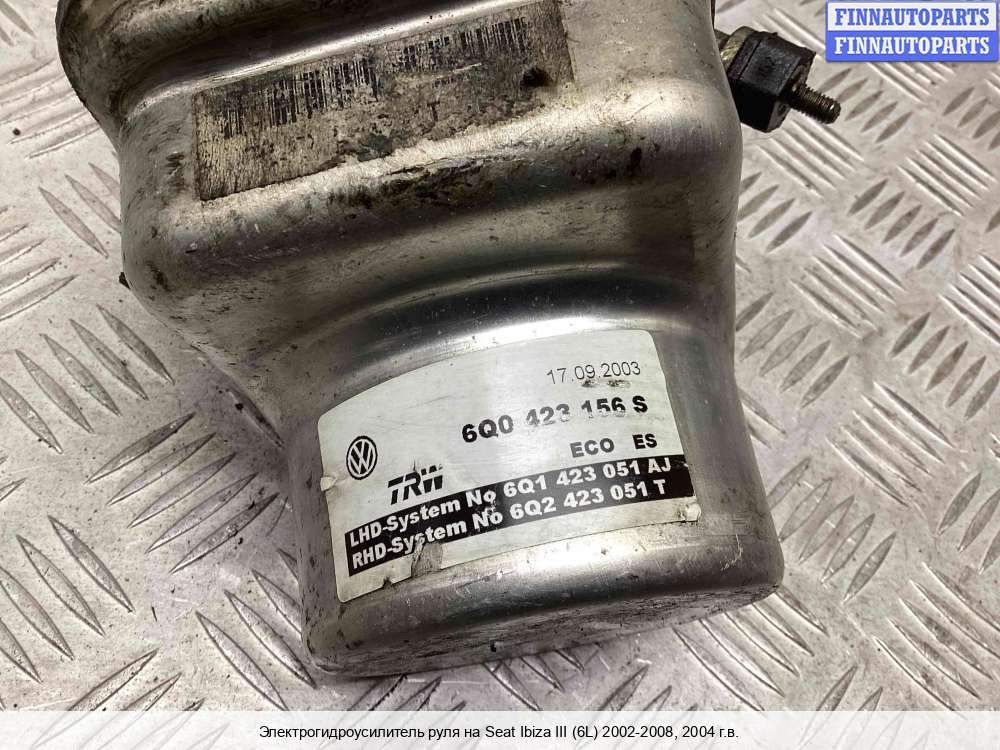 FINNAUTOPARTS
FINNAUTOPARTS
17.09.2003
6Q0 423 156 S
ECO ES
TRW
LHD-System No 6Q1 423 051 AJ
RHD-System No 6Q2 423 051 T
Электрогидроусилитель руля на Seat Ibiza III (6L) 2002-2008, 2004 г.в.